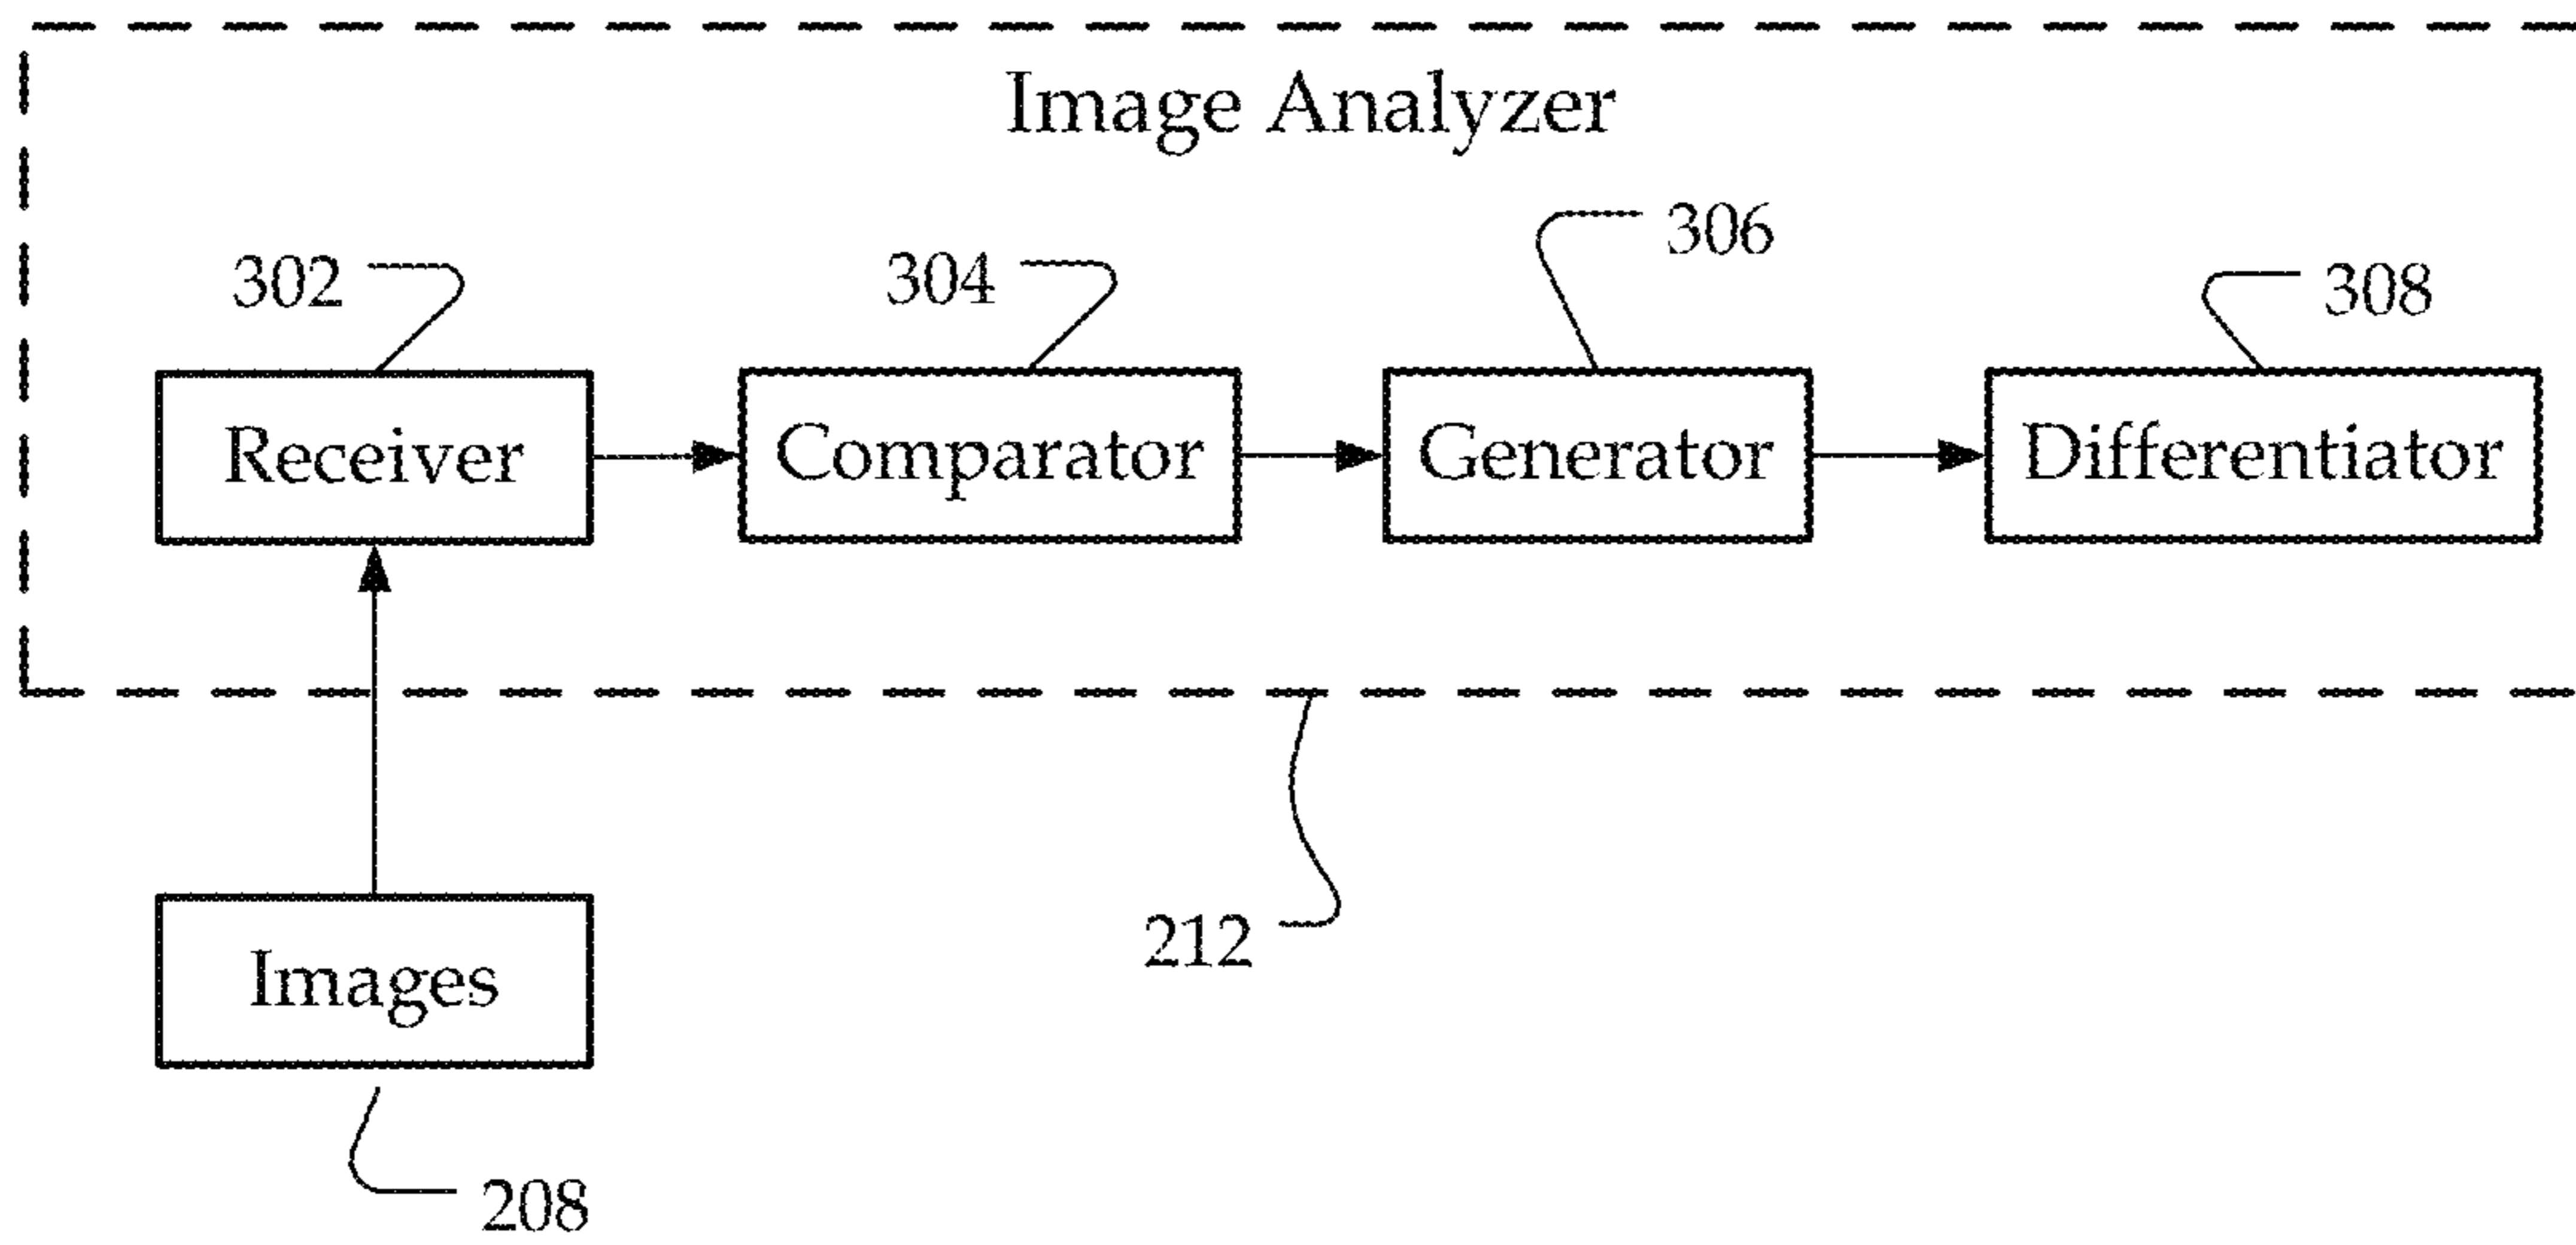 Image Analyzer
302
304
306
308
Receiver
Comparator
Generator
Differentiator
Images
212
208